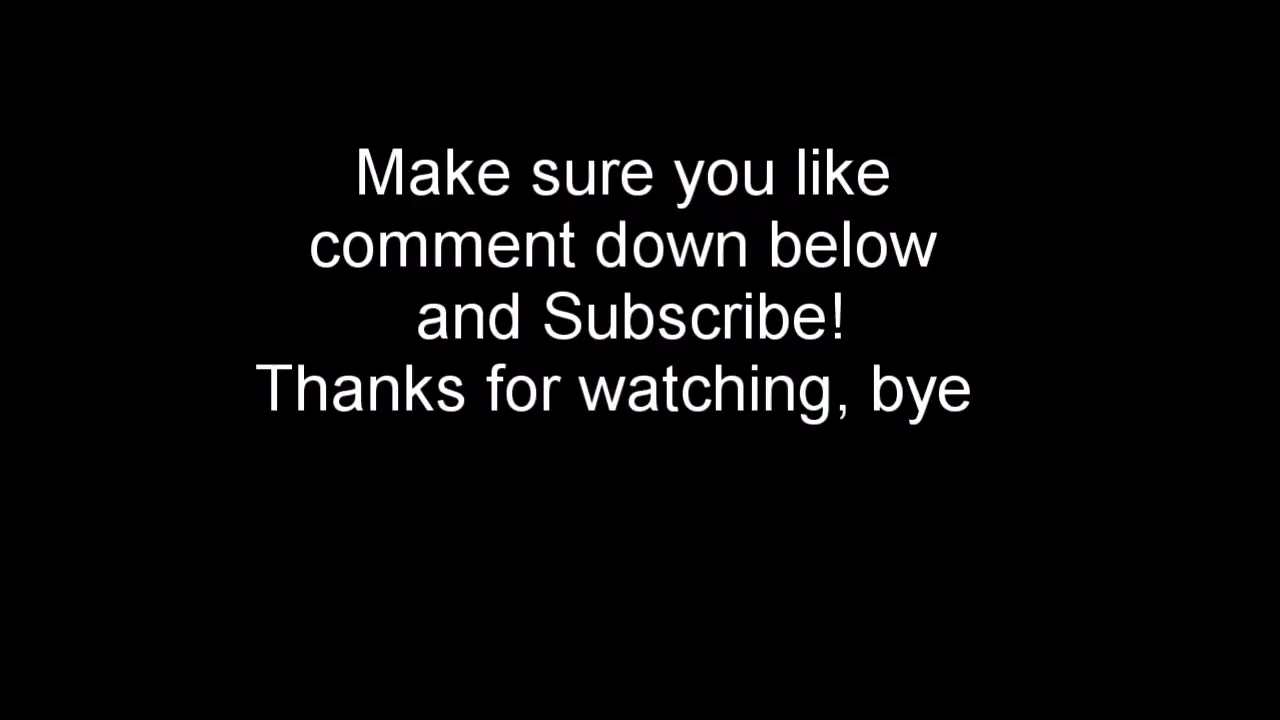 Make sure you like
comment down below
and Subscribe!
Thanks for watching, bye